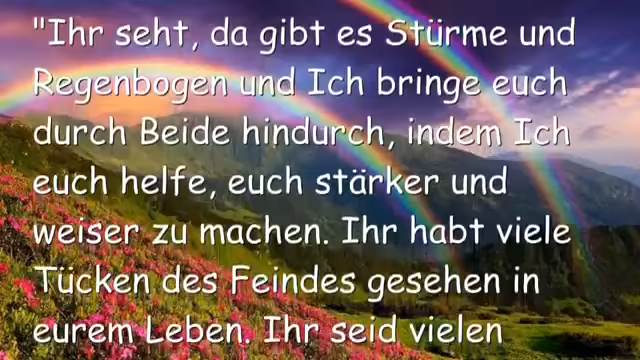 "Ihr seht, da gibt es Stürme und
Regenbogen und Ich bringe euch
durch Beide hindurch, indem Ich
euch helfe, euch stärker und
weiser zu machen. Ihr habt viele
Tücken des Feindes gesehen in
eurem Leben. Ihr seid vielen